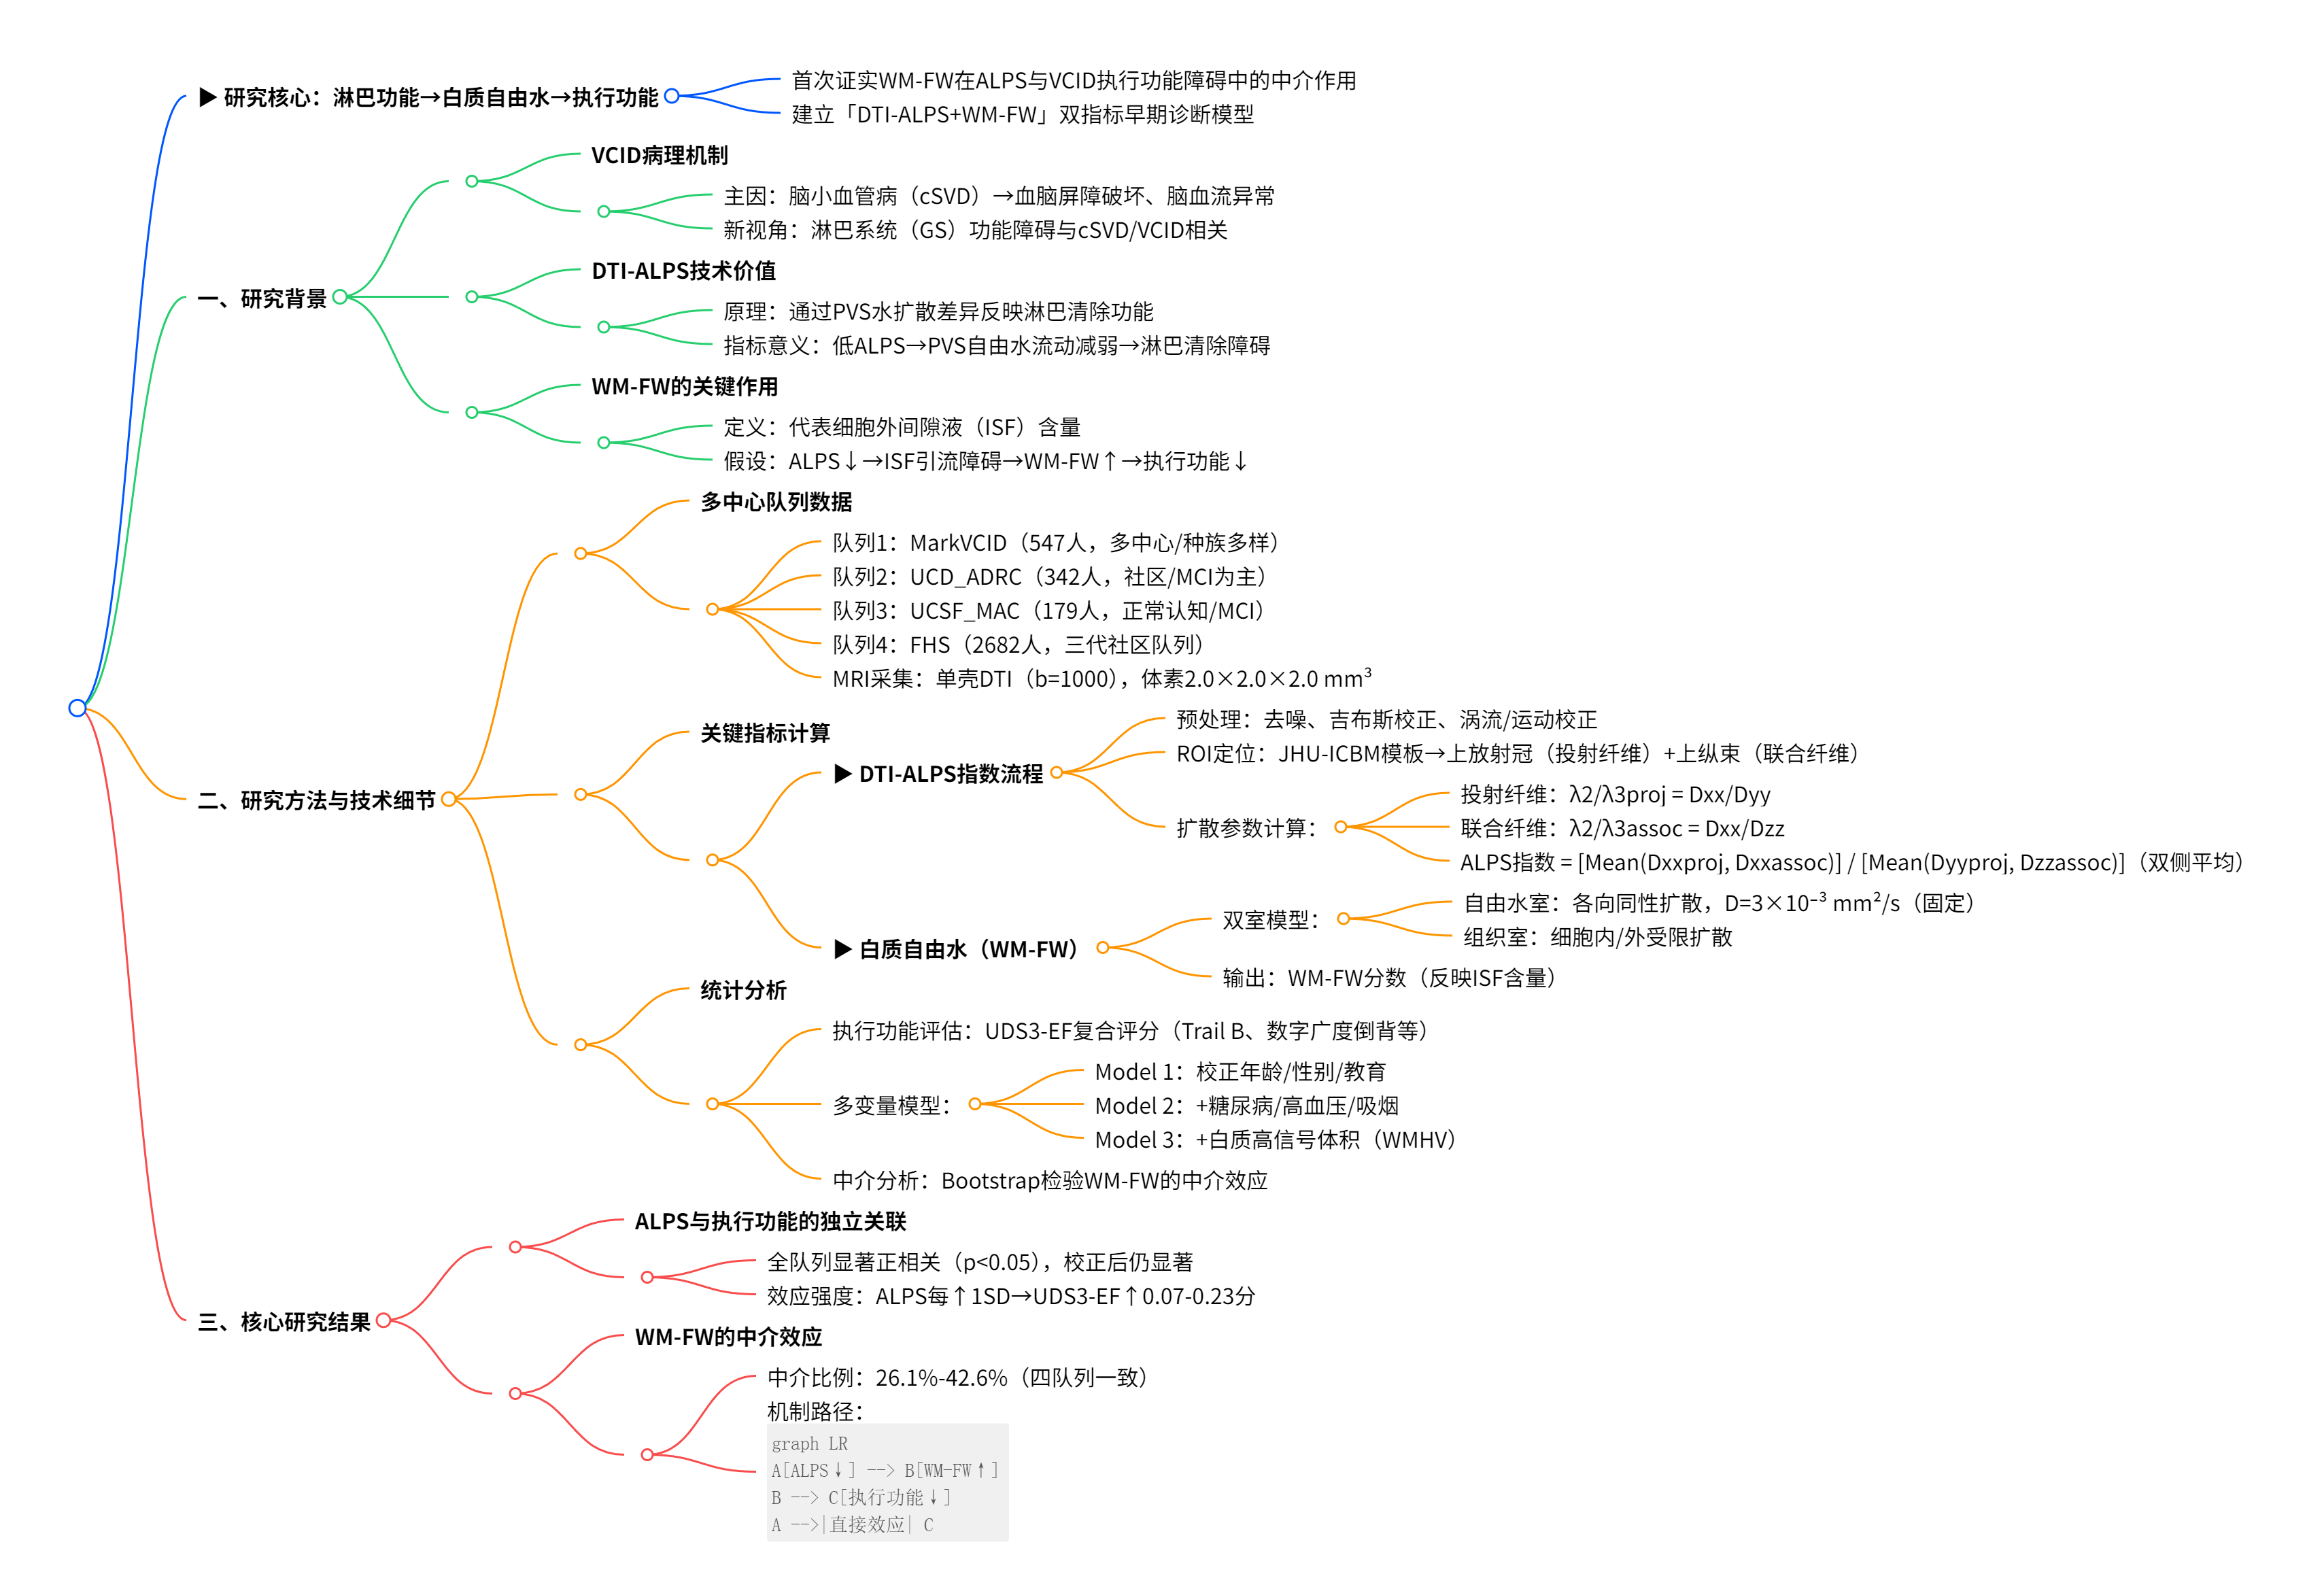 ▶ 研究核心：淋巴功能→白质自由水→执行功能
首次证实WM-FW在ALPS与VCID执行功能障碍中的中介作用
建立「DTI-ALPS+WM-FW」双指标早期诊断模型
一、研究背景
VCID病理机制
主因：脑小血管病（cSVD）→血脑屏障破坏、脑血流异常
新视角：淋巴系统（GS）功能障碍与cSVD/VCID相关
DTI-ALPS技术价值
原理：通过PVS水扩散差异反映淋巴清除功能
指标意义：低ALPS→PVS自由水流动减弱→淋巴清除障碍
WM-FW的关键作用
定义：代表细胞外间隙液（ISF）含量
假设：ALPS↓→ISF引流障碍→WM-FW↑→执行功能↓
二、研究方法与技术细节
多中心队列数据
队列1：MarkVCID（547人，多中心/种族多样）
队列2：UCD_ADRC（342人，社区/MCI为主）
队列3：UCSF_MAC（179人，正常认知/MCI）
队列4：FHS（2682人，三代社区队列）
MRI采集：单壳DTI（b=1000），体素2.0×2.0×2.0 mm³
关键指标计算
▶ DTI-ALPS指数流程
预处理：去噪、吉布斯校正、涡流/运动校正
ROI定位：JHU-ICBM模板→上放射冠（投射纤维）+上纵束（联合纤维）
扩散参数计算：
投射纤维：λ2/λ3proj = Dxx/Dyy
联合纤维：λ2/λ3assoc = Dxx/Dzz
ALPS指数 = [Mean(Dxxproj, Dxxassoc)] / [Mean(Dyyproj, Dzzassoc)]（双侧平均）
▶ 白质自由水（WM-FW）
双室模型：
自由水室：各向同性扩散，D=3×10⁻³ mm²/s（固定）
组织室：细胞内/外受限扩散
输出：WM-FW分数（反映ISF含量）
统计分析
执行功能评估：UDS3-EF复合评分（Trail B、数字广度倒背等）
多变量模型：
Model 1：校正年龄/性别/教育
Model 2：+糖尿病/高血压/吸烟
Model 3：+白质高信号体积（WMHV）
中介分析：Bootstrap检验WM-FW的中介效应
三、核心研究结果
ALPS与执行功能的独立关联
全队列显著正相关（p<0.05），校正后仍显著
效应强度：ALPS每↑1SD→UDS3-EF↑0.07-0.23分
WM-FW的中介效应
中介比例：26.1%-42.6%（四队列一致）
机制路径：
graph LR
A[ALPS↓] --> B[WM-FW↑]
B --> C[执行功能↓]
A -->|直接效应| C